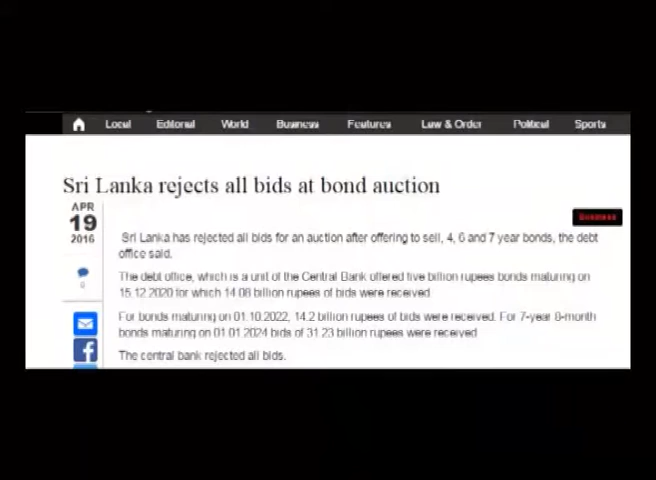 Local Editorial World Business Features Law & Order Political Sports
Sri Lanka rejects all bids at bond auction
APR
19
2016
Business
Sri Lanka has rejected all bids for an auction after offering to sell, 4, 6 and 7 year bonds, the debt
office said.
0
The debt office, which is a unit of the Central Bank offered five billion rupees bonds maturing on
15.12.2020 for which 14.08 billion rupees of bids were received
For bonds maturing on 01.10.2022, 14.2 billion rupees of bids were received. For 7-year 8-month
bonds maturing on 01.01.2024 bids of 31.23 billion rupees were received
The central bank rejected all bids.